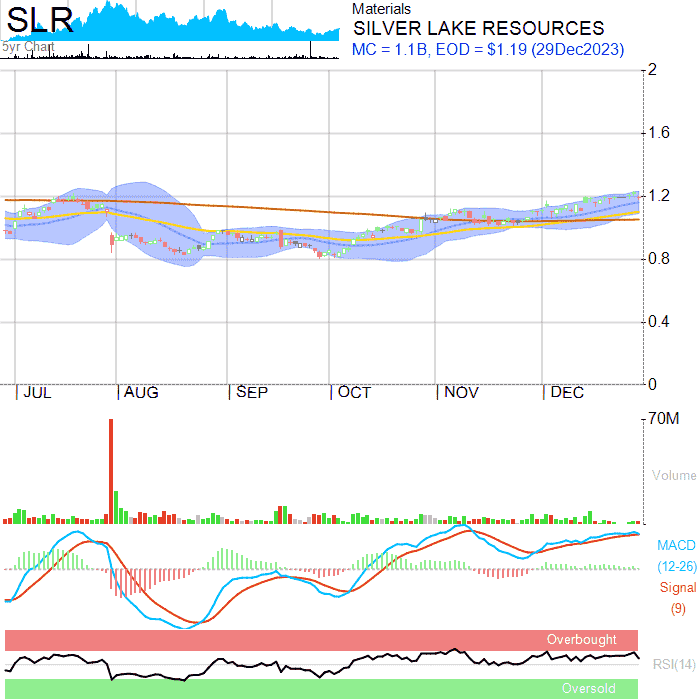 SLR
5yr Chart
Materials
SILVER LAKE RESOURCES
MC = 1.1B, EOD = $1.19 (29Dec2023)
2
1.6
1.2
0.8
0.4
0
JUL AUG SEP OCT NOV DEC
70M
Volume
MACD
(12-26)
Signal
(9)
Overbought
RSI(14)
Oversold